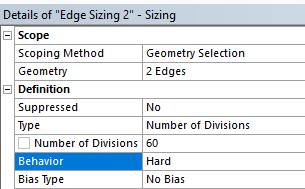 Details of "Edge Sizing 2" - Sizing
Scope
Scoping Method Geometry Selection
Geometry 2 Edges
Definition
Suppressed No
Type Number of Divisions
Number of Divisions 60
Behavior Hard
Bias Type No Bias